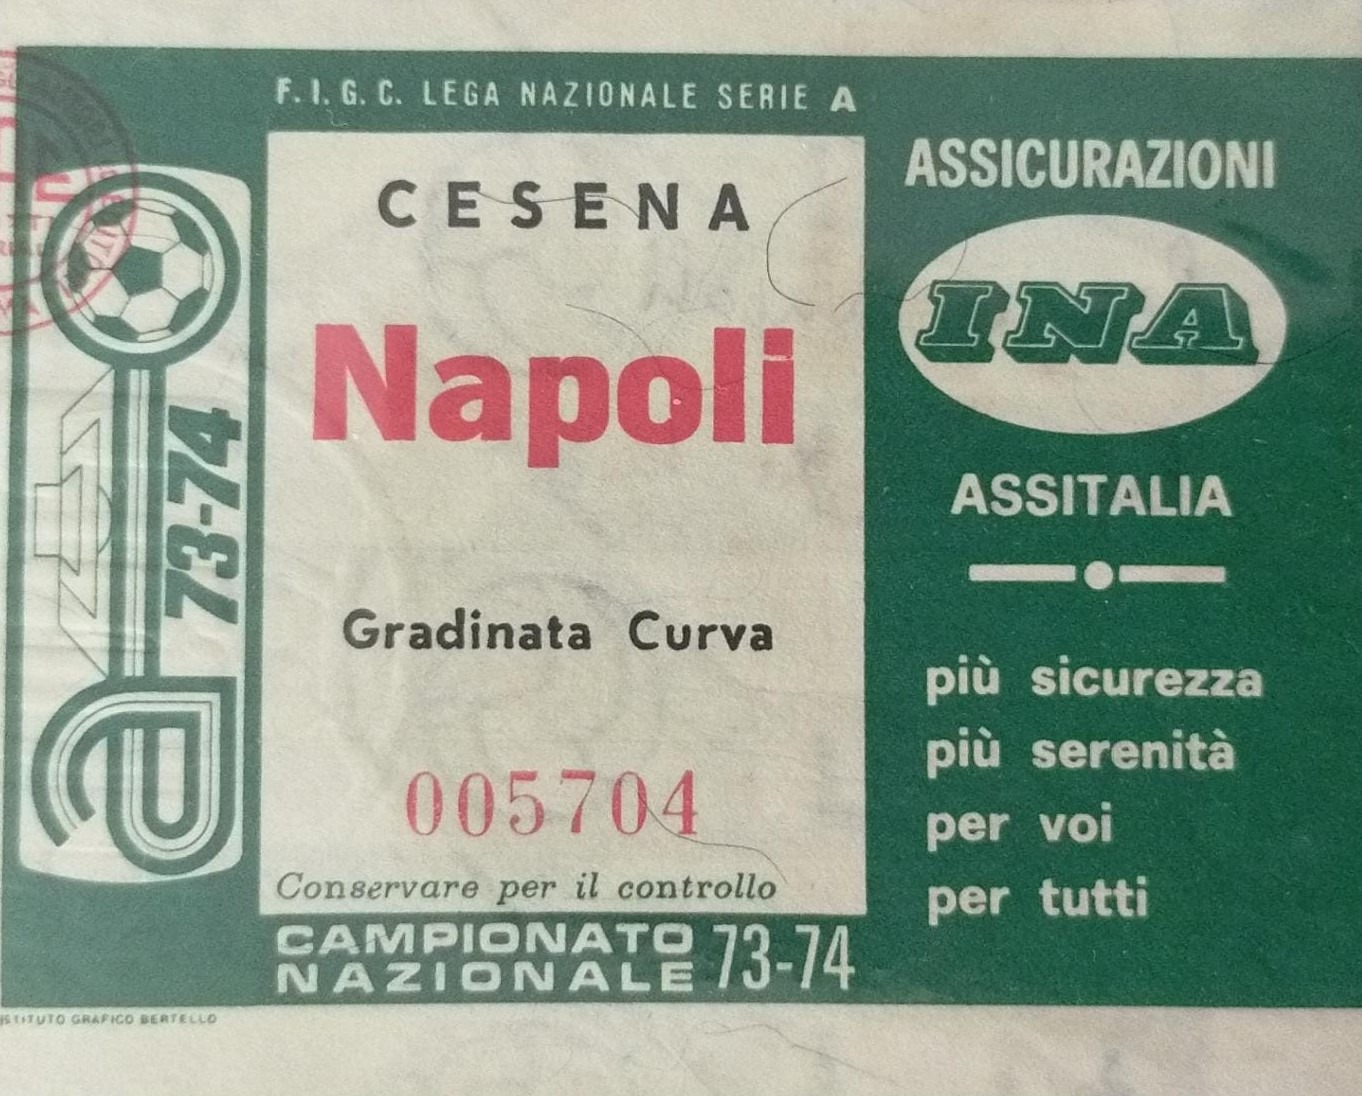 F.I.G.C. LEGA NAZIONALE SERIE A
CESENA
Napoli
Gradinata Curva
005704
Conservare per il controllo
CAMPIONATO
NAZIONALE 73-74
73-74
a
ASSICURAZIONI
INA
ASSITALIA
più sicurezza
più serenità
per voi
per tutti
GRAFICO BERTELLO